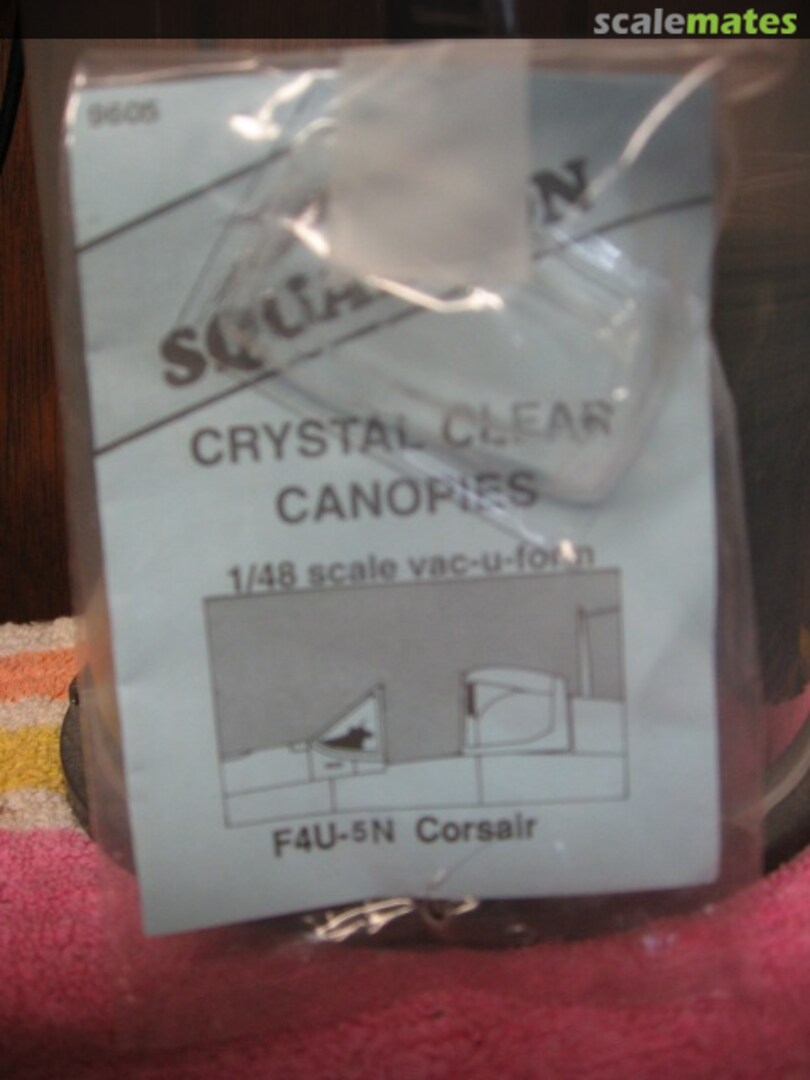 scalemates
9605
SQUADRON
CRYSTAL CLEAR
CANOPIES
1/48 scale vac-u-form
F4U-5N Corsair